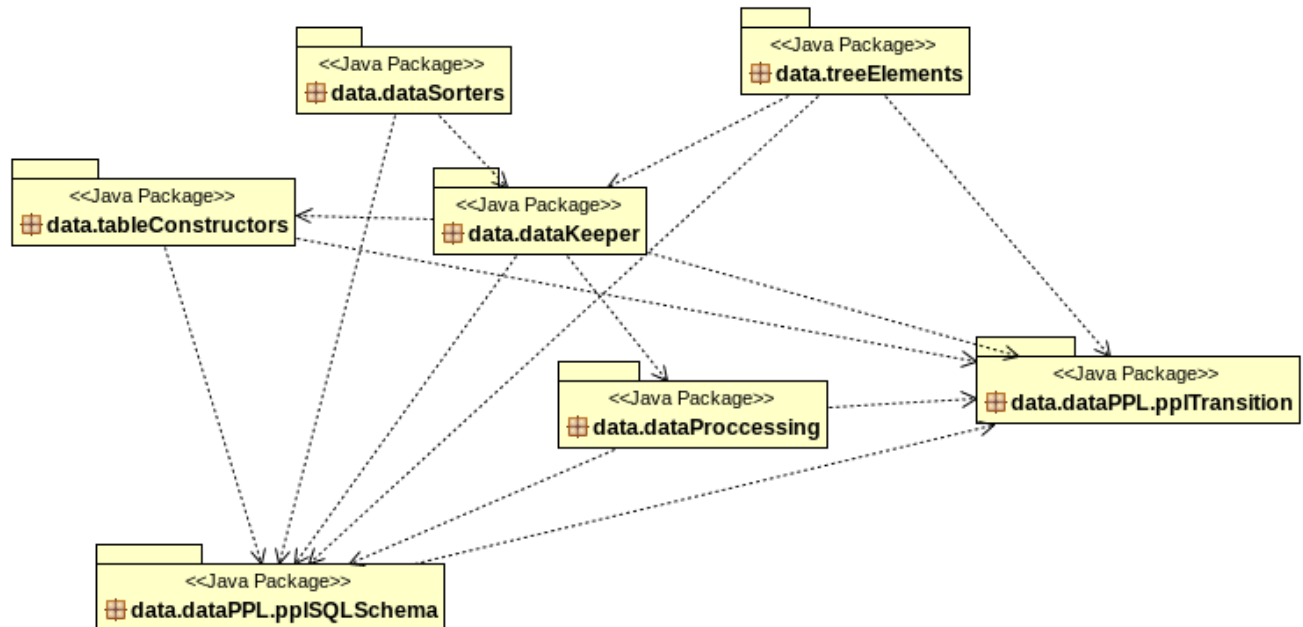 <<Java Package>>
data.treeElements
<<Java Package>>
data.dataSorters
<<Java Package>>
data.tableConstructors
<<Java Package>>
data.dataKeeper
<<Java Package>>
data.dataPPL.pplTransition
<<Java Package>>
data.dataProccessing
<<Java Package>>
data.dataPPL.pplSQLSchema